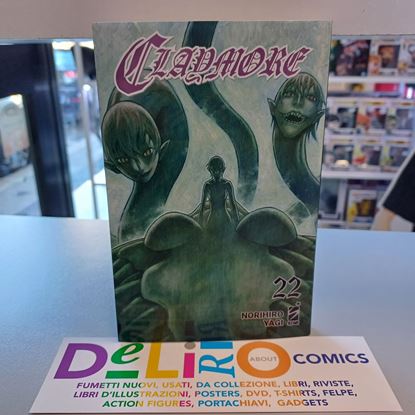 CLAYMORE
22
NORIHIRO
YAGI
DeLiRiO
ABOUT
COMICS
FUMETTI NUOVI, USATI, DA COLLEZIONE, LIBRI, RIVISTE,
LIBRI D'ILLUSTRAZIONI, POSTERS, DVD, T-SHIRTS, FELPE,
ACTION FIGURES, PORTACHIAVI, GADGETS